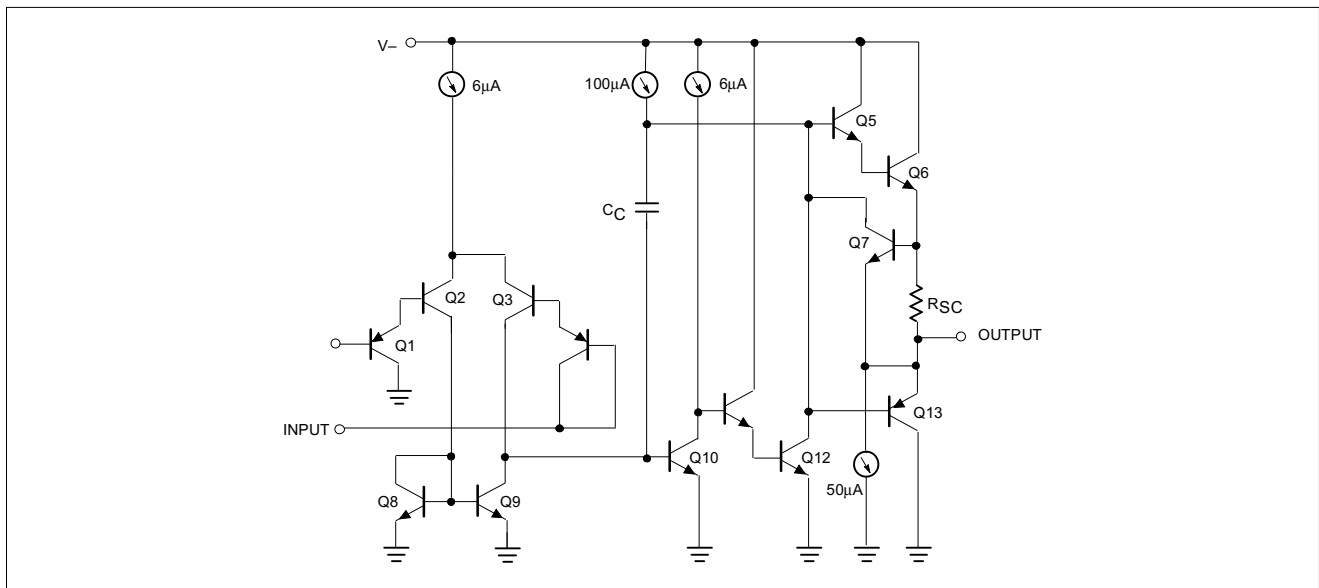 V–
6μA
100μA
6μA
Q5
Q6
CC
Q7
Q2
Q3
RSC
Q1
OUTPUT
Q13
INPUT
Q10
Q12
Q8
Q9
50μA